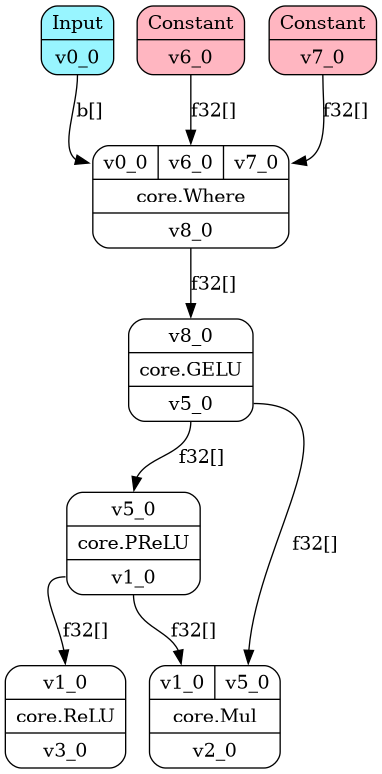 Input
v0_0
Constant
v6_0
Constant
v7_0
b[]
f32[]
f32[]
v0_0 v6_0 v7_0
core.Where
v8_0
f32[]
v8_0
core.GELU
v5_0
f32[]
v5_0
core.PReLU
v1_0
f32[]
f32[]
f32[]
v1_0
core.ReLU
v3_0
v1_0 v5_0
core.Mul
v2_0